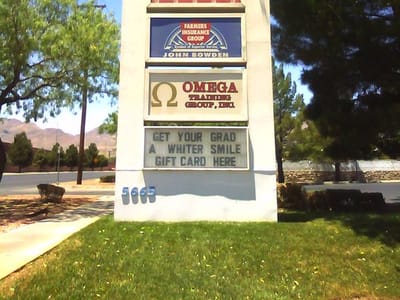 FARMERS
INSURANCE
GROUP
JOHN BOWDEN
Ω OMEGA
TRAINING
GROUP, INC.
GET YOUR GRAD
A WHITER SMILE
GIFT CARD HERE
5665